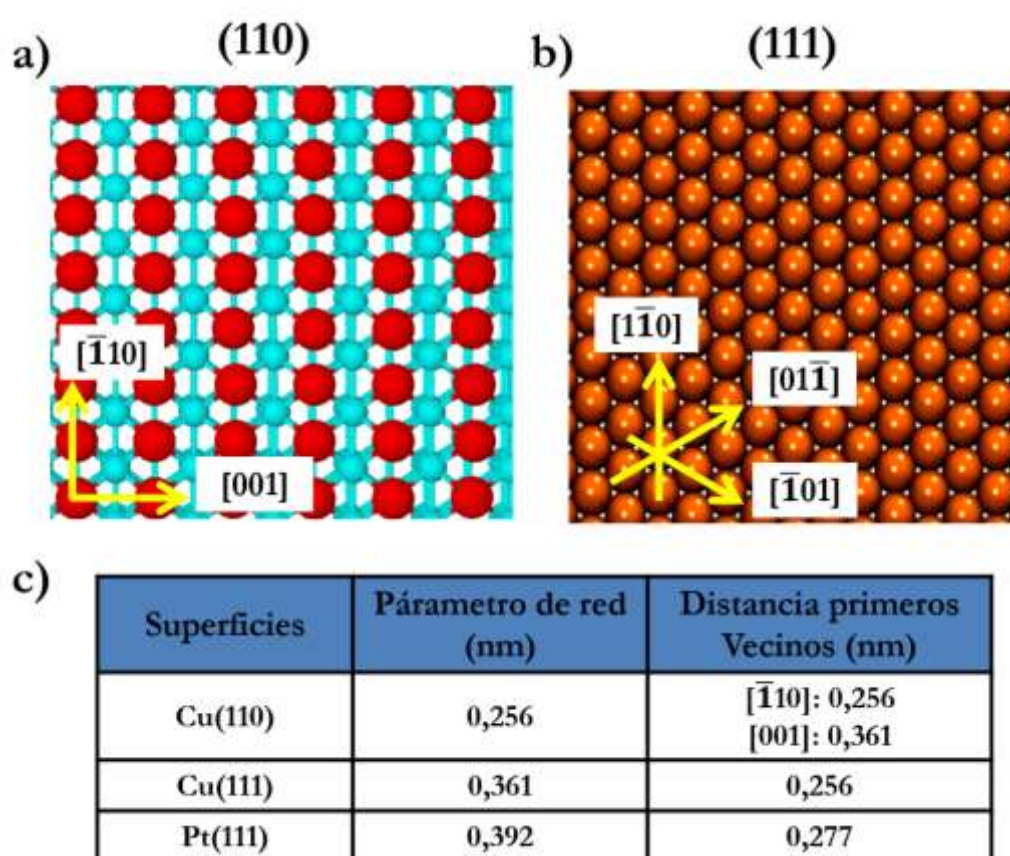 a)
(110)
[1̅10]
[001]
b)
(111)
[11̅0]
[011̅]
[1̅01]
c)
Superficies
Párametro de red
(nm)
Distancia primeros
Vecinos (nm)
Cu(110)
0,256
[1̅10]: 0,256
[001]: 0,361
Cu(111)
0,361
0,256
Pt(111)
0,392
0,277